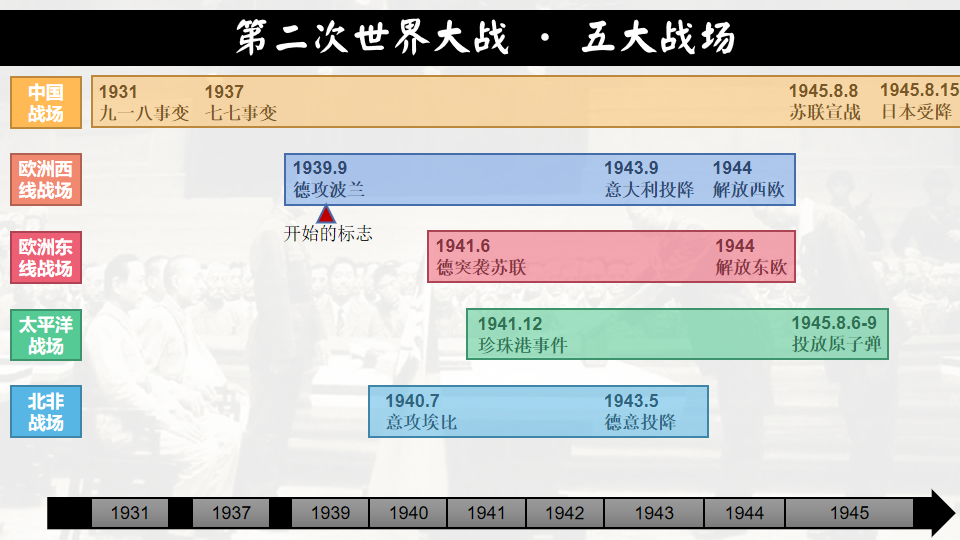 第二次世界大战 · 五大战场
中国
战场
1931
九一八事变
1937
七七事变
1945.8.8
苏联宣战
1945.8.15
日本受降
欧洲西
线战场
1939.9
德攻波兰
1943.9
意大利投降
1944
解放西欧
开始的标志
欧洲东
线战场
1941.6
德突袭苏联
1944
解放东欧
太平洋
战场
1941.12
珍珠港事件
1945.8.6-9
投放原子弹
北非
战场
1940.7
意攻埃比
1943.5
德意投降
1931 1937 1939 1940 1941 1942 1943 1944 1945